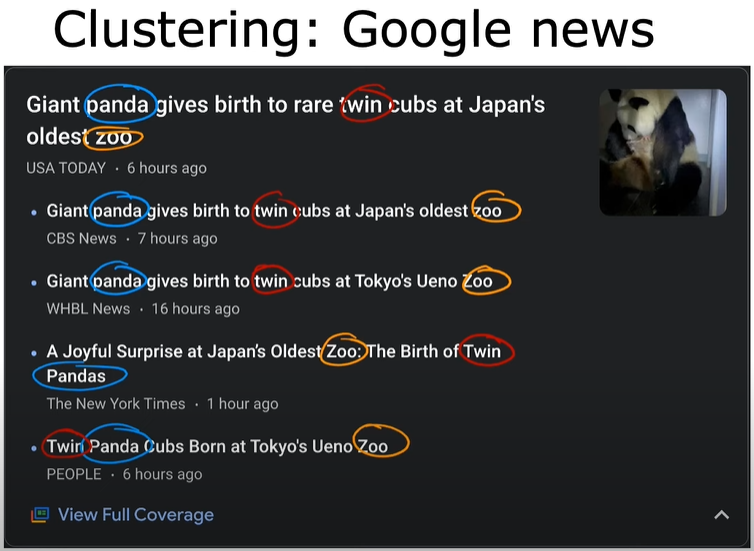 Clustering: Google news
Giant panda gives birth to rare twin cubs at Japan's
oldest zoo
USA TODAY · 6 hours ago
• Giant panda gives birth to twin cubs at Japan's oldest zoo
CBS News · 7 hours ago
• Giant panda gives birth to twin cubs at Tokyo's Ueno Zoo
WHBL News · 16 hours ago
• A Joyful Surprise at Japan's Oldest Zoo: The Birth of Twin
Pandas
The New York Times · 1 hour ago
• Twin Panda Cubs Born at Tokyo's Ueno Zoo
PEOPLE · 6 hours ago
View Full Coverage